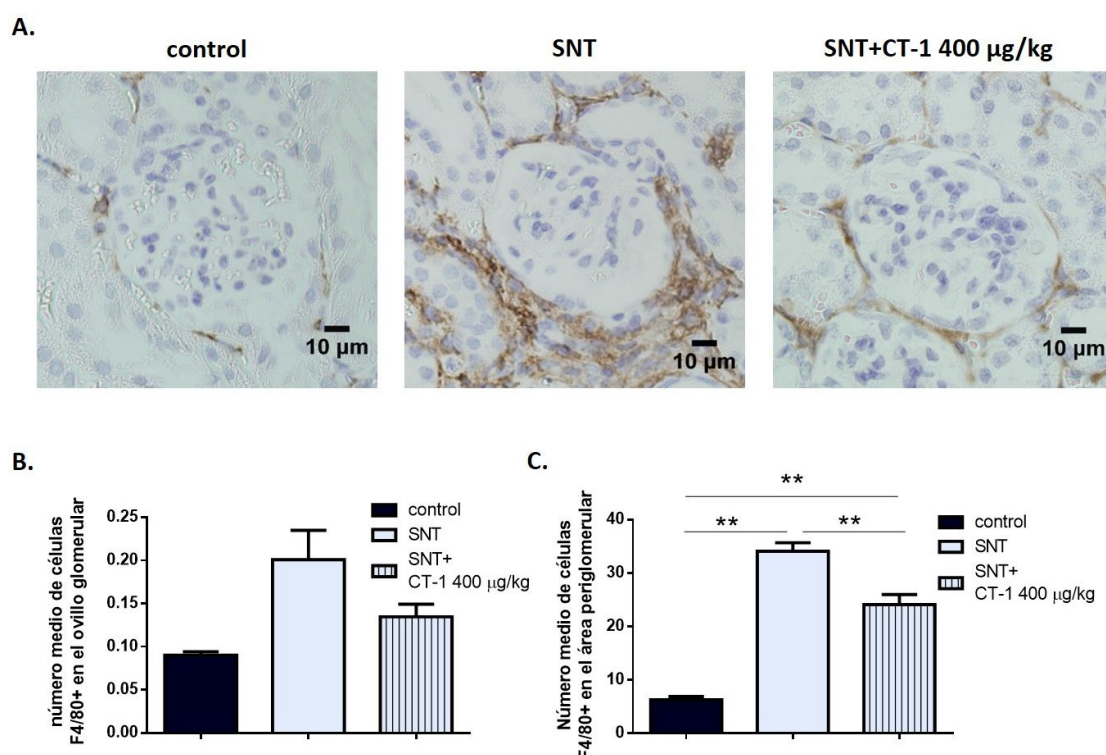 A.
control
SNT
SNT+CT-1 400 µg/kg
10 µm
10 µm
10 µm
B.
número medio de células
F4/80+ en el ovillo glomerular
0.25
0.20
0.15
0.10
0.05
0.00
control
SNT
SNT+
CT-1 400 µg/kg
C.
Número medio de células
F4/80+ en el área periglomerular
40
30
20
10
0
**
**
**
control
SNT
SNT+
CT-1 400 µg/kg